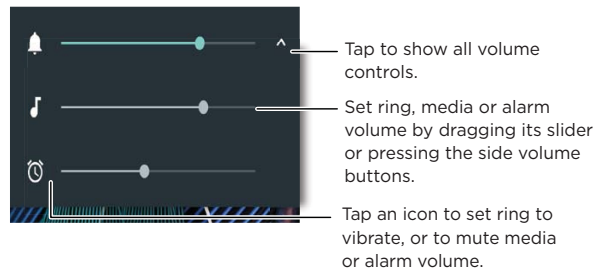 Tap to show all volume
controls.
Set ring, media or alarm
volume by dragging its slider
or pressing the side volume
buttons.
Tap an icon to set ring to
vibrate, or to mute media
or alarm volume.